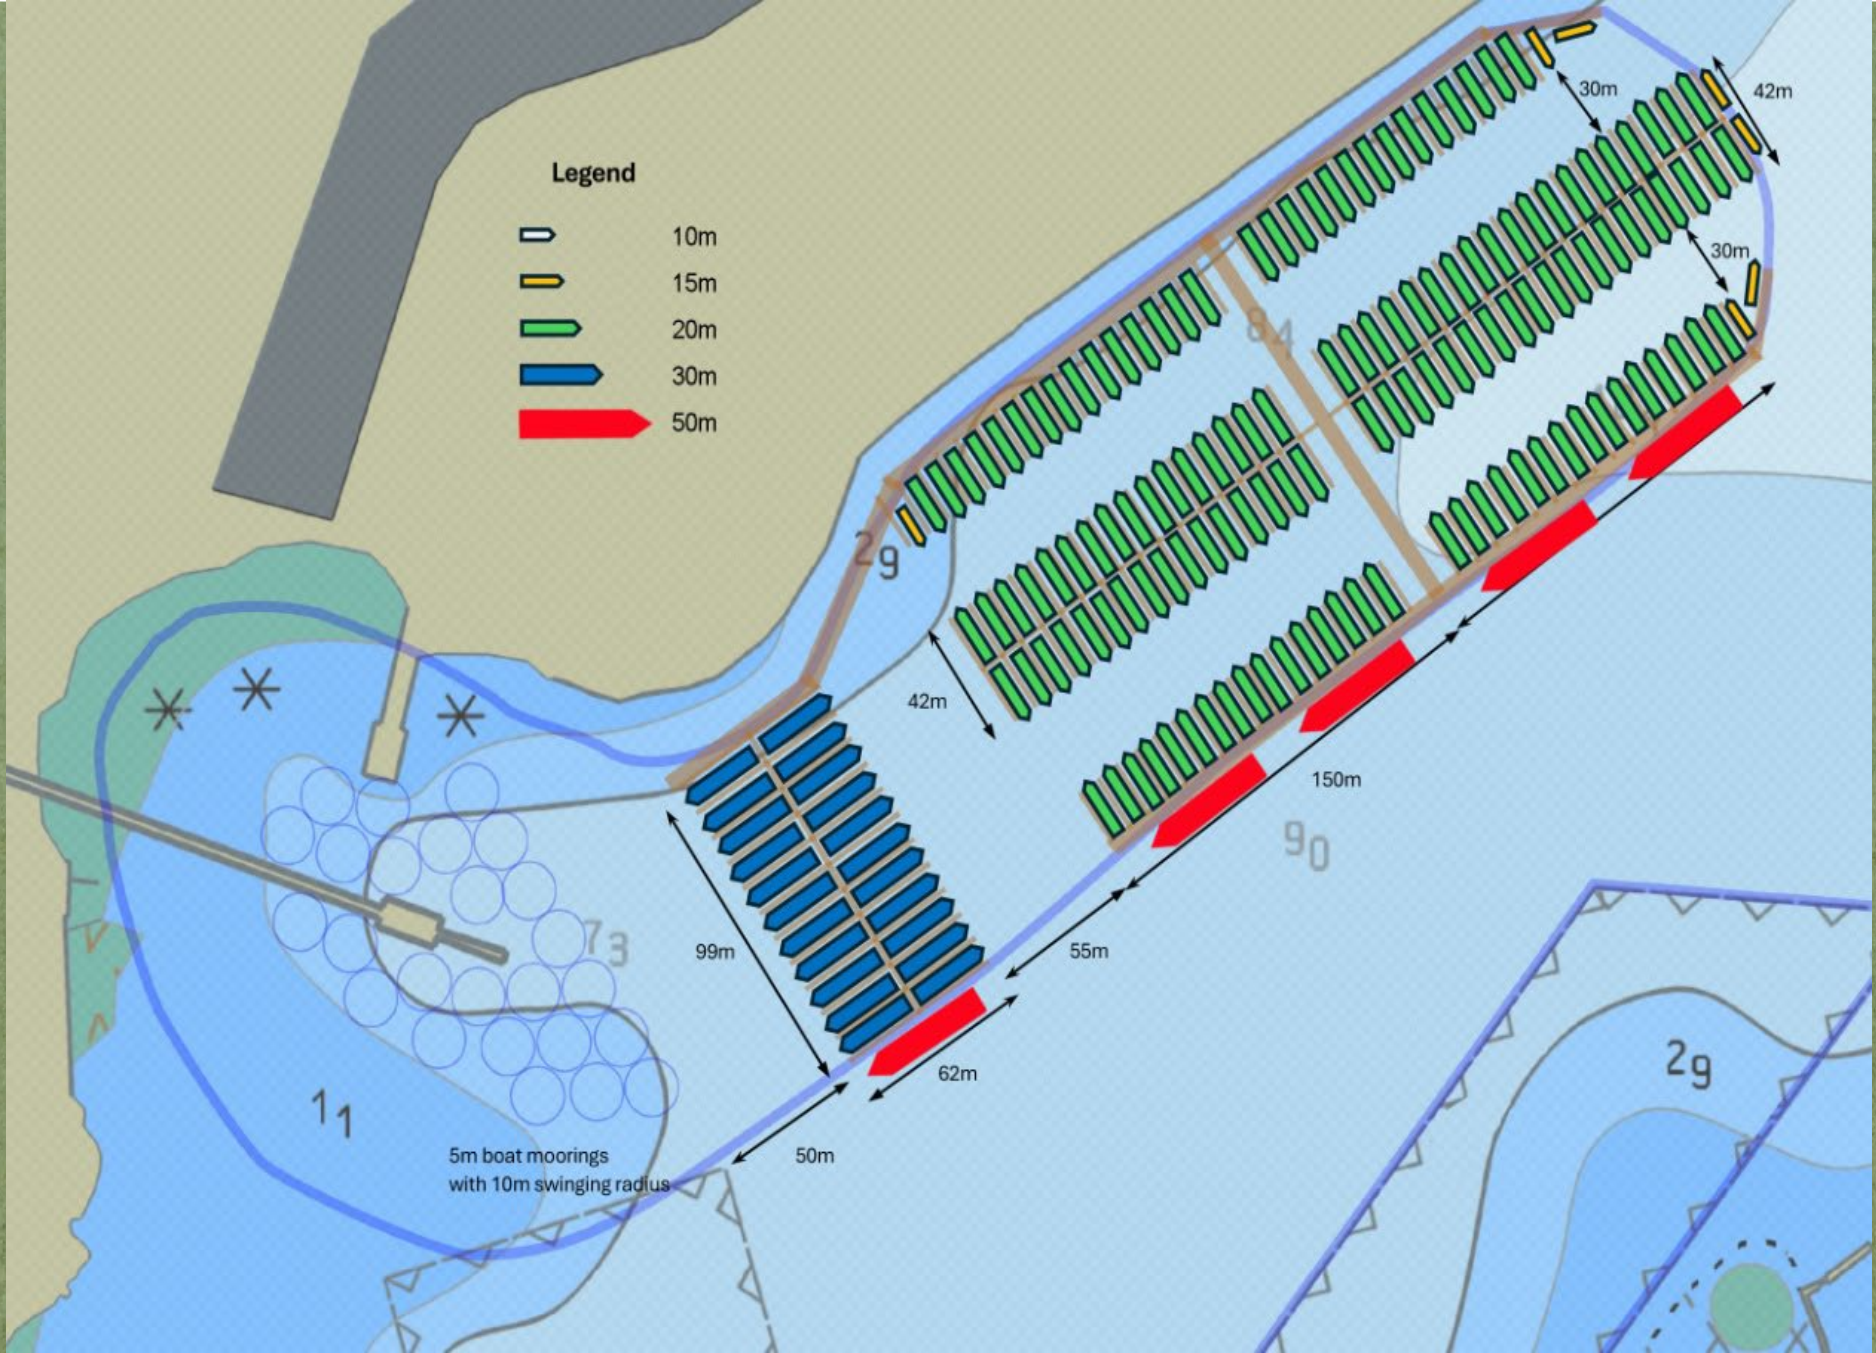 Legend
10m
15m
20m
30m
50m
30m
42m
30m
84
29
42m
150m
90
73
99m
55m
62m
29
11
50m
5m boat moorings
with 10m swinging radius